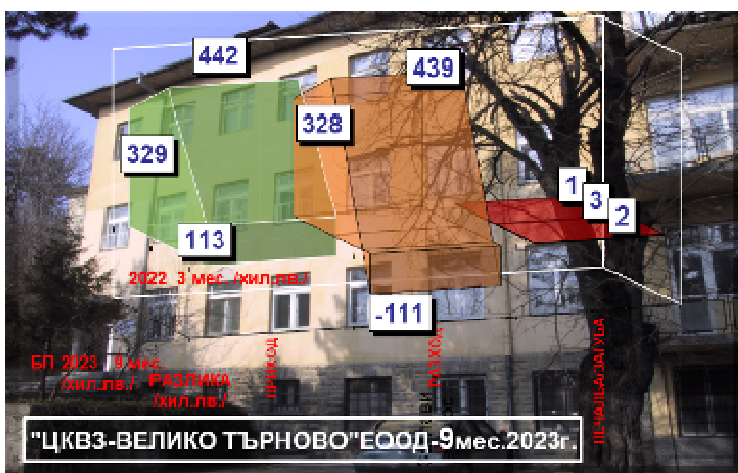 442
439
329
328
1
3
2
113
2022 3 мес. /хил.лв./
-111
БП 2023 9 мес.
/хил.лв./
РАЗЛИКА
/хил.лв./
ПРИХОД
РАЗХОД
ПЕЧАЛБА/ЗАГУБА
"ЦКВЗ-ВЕЛИКО ТЪРНОВО"ЕООД-9мес.2023г.